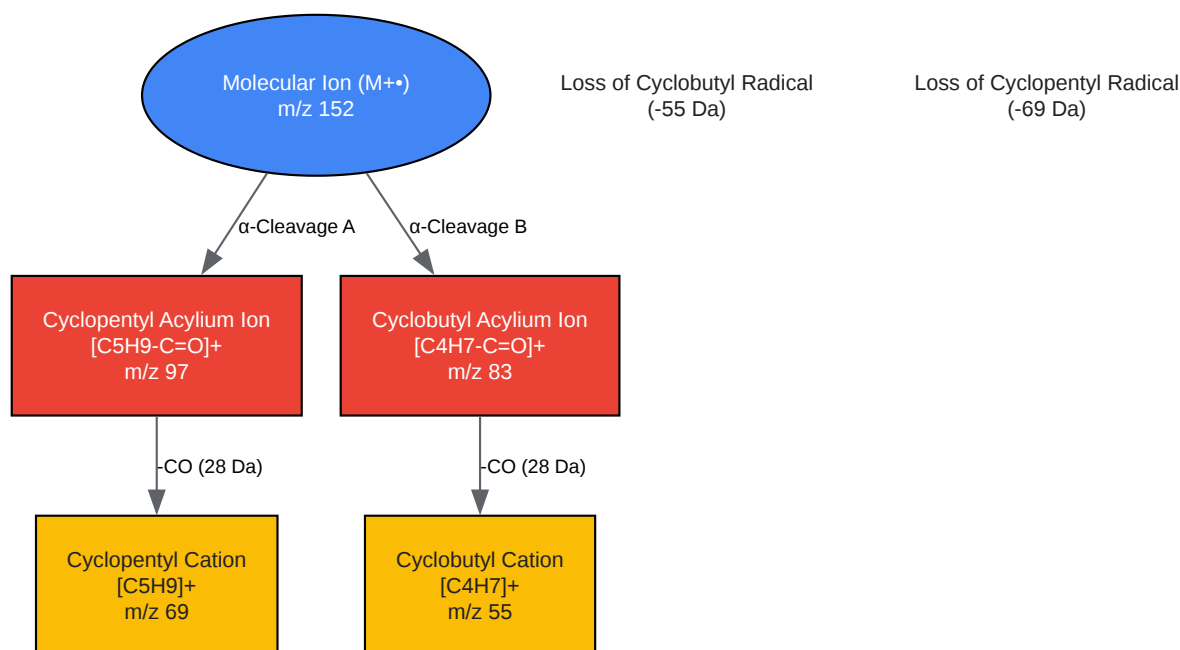 Molecular Ion (M+•)
m/z 152
Loss of Cyclobutyl Radical
(-55 Da)
Loss of Cyclopentyl Radical
(-69 Da)
α-Cleavage A
α-Cleavage B
Cyclopentyl Acylium Ion
[C5H9-C=O]+
m/z 97
Cyclobutyl Acylium Ion
[C4H7-C=O]+
m/z 83
-CO (28 Da)
-CO (28 Da)
Cyclopentyl Cation
[C5H9]+
m/z 69
Cyclobutyl Cation
[C4H7]+
m/z 55